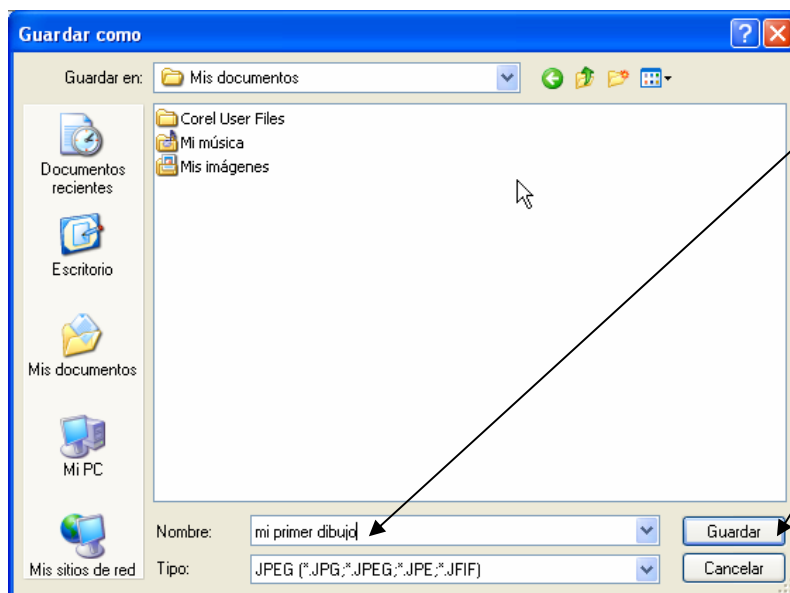 Guardar como
Guardar en: Mis documentos
Corel User Files
Mi música
Mis imágenes
Documentos
recientes
Escritorio
Mis documentos
Mi PC
Mis sitios de red
Nombre: mi primer dibujo Guardar
Tipo: JPEG (*.JPG;*.JPEG;*.JPE;*.JFIF) Cancelar